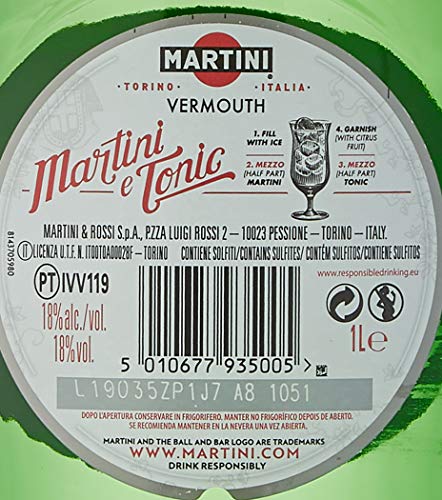 MARTINI®
· TORINO · · ITALIA ·
VERMOUTH
Martini
e Tonic
1. FILL
WITH ICE
2. MEZZO
(HALF PART)
MARTINI
4. GARNISH
(WITH CITRUS
FRUIT)
3. MEZZO
(HALF PART)
TONIC
MARTINI & ROSSI S.p.A., P.ZZA LUIGI ROSSI 2 – 10023 PESSIONE – TORINO – ITALY.
IT LICENZA U.T.F. N. IT00TOA00028F – TORINO CONTIENE SOLFITI/CONTAINS SULFITES/ CONTÉM SULFITOS/CONTIENE SULFITOS
8143705980
PT IVV119
www.responsibledrinking.eu
18% alc./vol.
18% vol.
1L e
5 010677 935005 >
L19035ZP1J7 A8 1051
DOPO L'APERTURA CONSERVARE IN FRIGORIFERO. MANTER NO FRIGORÍFICO DEPOIS DE ABERTO.
SE RECOMIENDA MANTENER EN LA NEVERA UNA VEZ ABIERTO
MARTINI AND THE BALL AND BAR LOGO ARE TRADEMARKS
WWW.MARTINI.COM
DRINK RESPONSIBLY